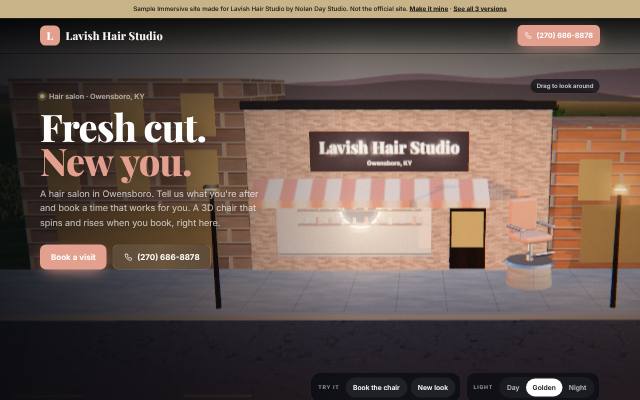 Sample Immersive site made for Lavish Hair Studio by Nolan Day Studio. Not the official site. Make it mine · See all 3 versions
L Lavish Hair Studio
(270) 686-8878
Drag to look around
Hair salon · Owensboro, KY
Fresh cut.
New you.
A hair salon in Owensboro. Tell us what you're after
and book a time that works for you. A 3D chair that
spins and rises when you book, right here.
Book a visit
(270) 686-8878
Lavish Hair Studio
Owensboro, KY
TRY IT Book the chair New look
LIGHT Day Golden Night